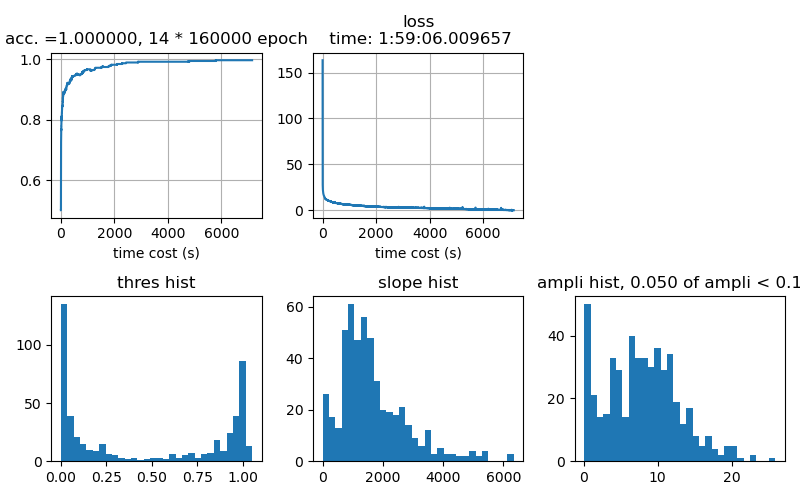 acc. =1.000000, 14 * 160000 epoch
1.0
0.8
0.6
0 2000 4000 6000
time cost (s)
loss
time: 1:59:06.009657
150
100
50
0
0 2000 4000 6000
time cost (s)
thres hist
100
50
0
0.00 0.25 0.50 0.75 1.00
slope hist
60
40
20
0
0 2000 4000 6000
ampli hist, 0.050 of ampli < 0.1
40
20
0
0 10 20